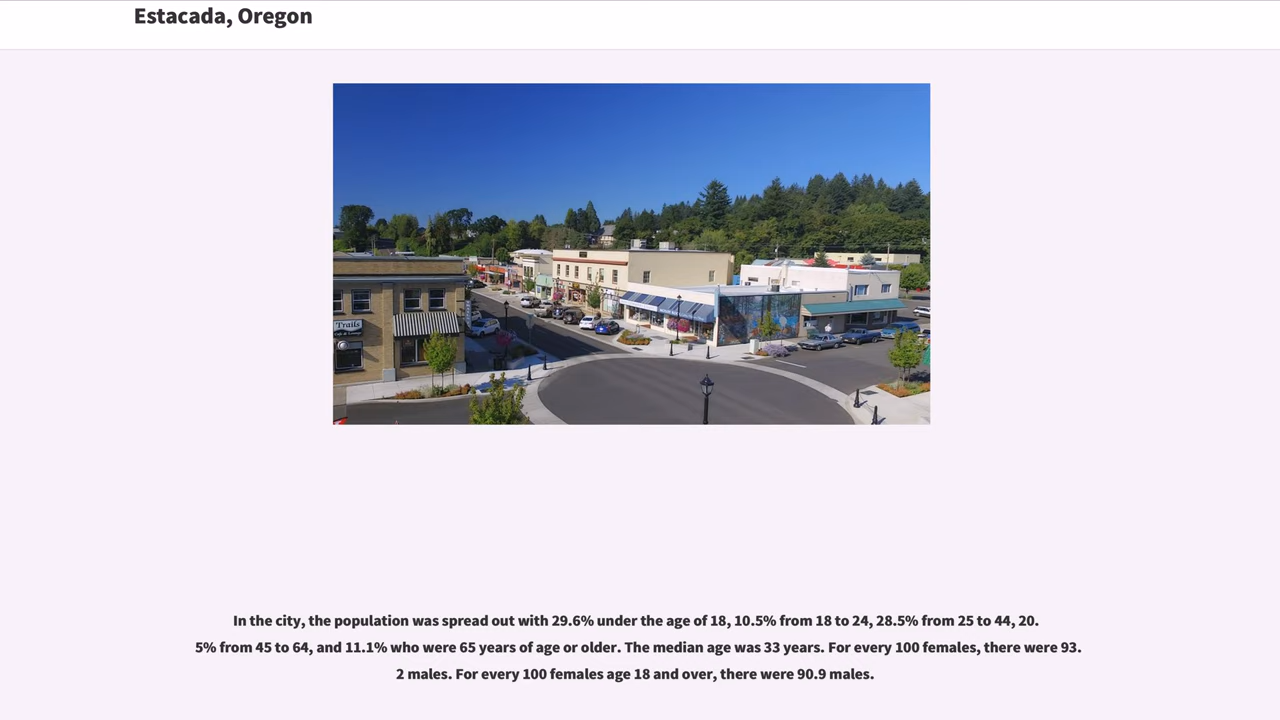 Estacada, Oregon
Trails
In the city, the population was spread out with 29.6% under the age of 18, 10.5% from 18 to 24, 28.5% from 25 to 44, 20.
5% from 45 to 64, and 11.1% who were 65 years of age or older. The median age was 33 years. For every 100 females, there were 93.
2 males. For every 100 females age 18 and over, there were 90.9 males.